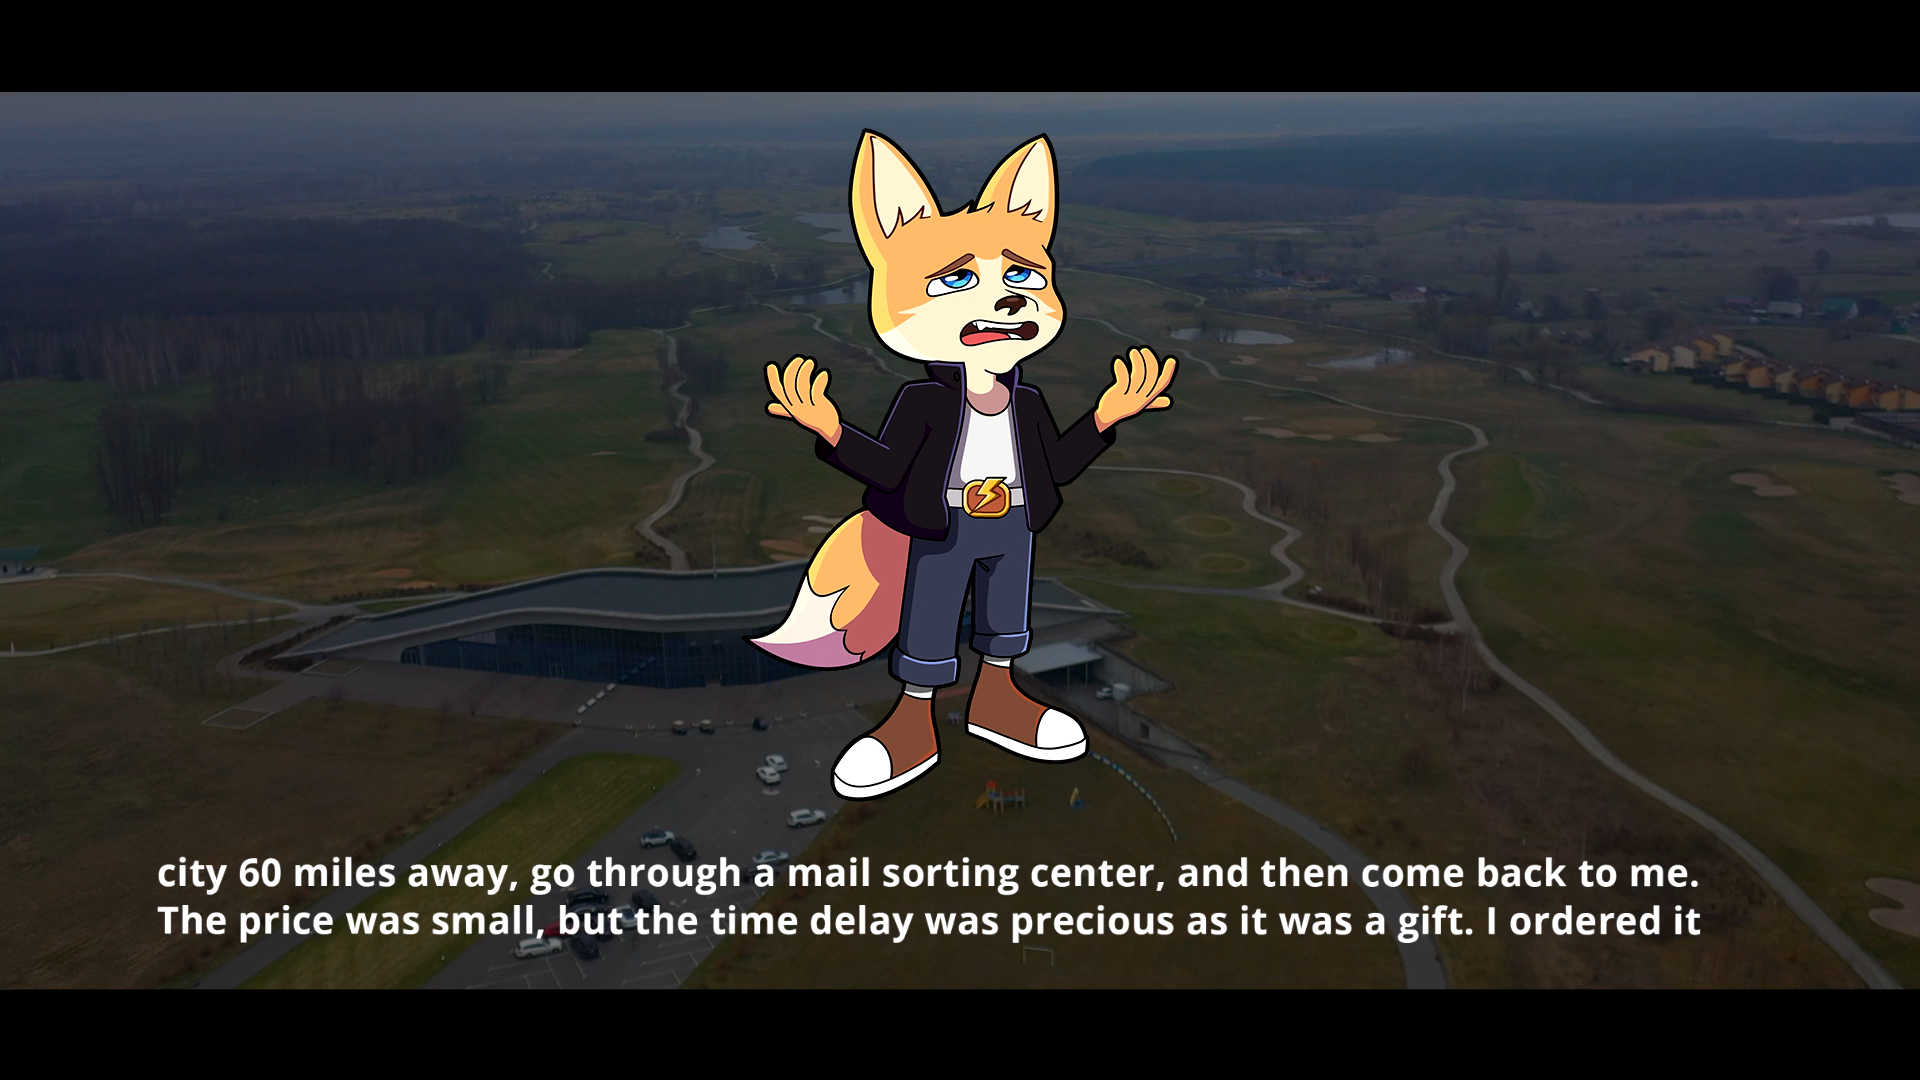 city 60 miles away, go through a mail sorting center, and then come back to me.
The price was small, but the time delay was precious as it was a gift. I ordered it